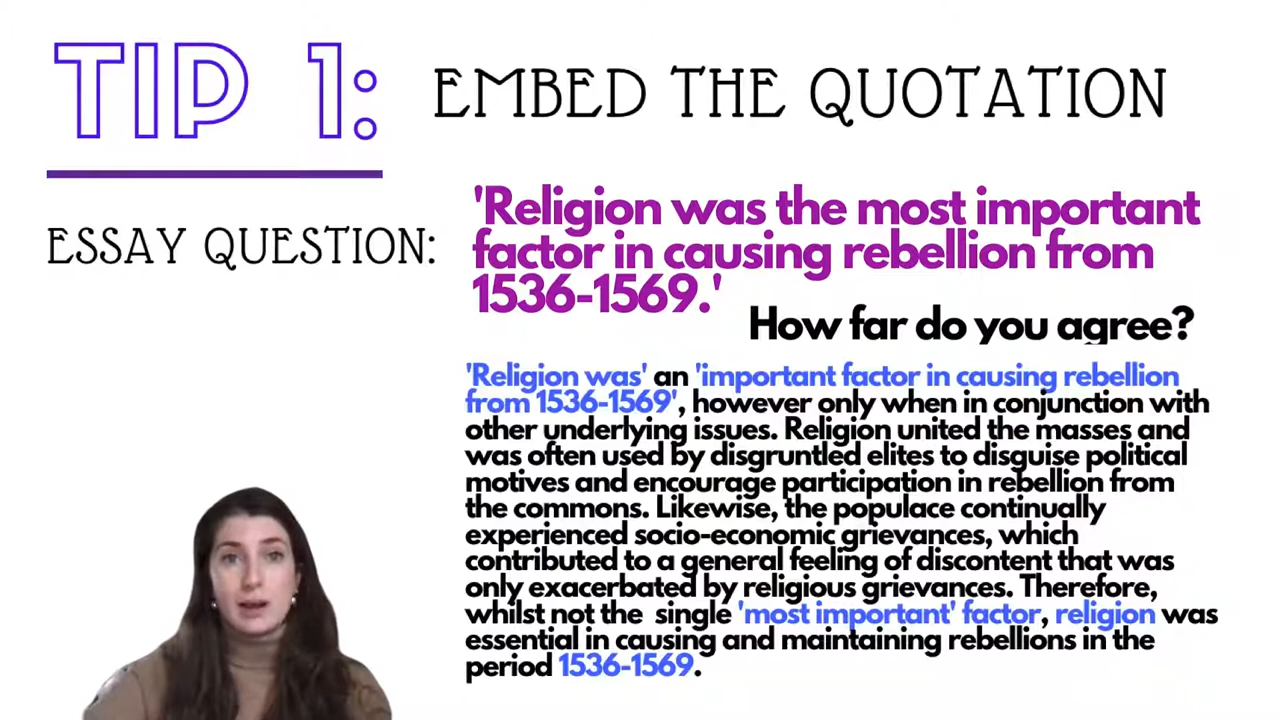 TIP 1: EMBED THE QUOTATION
ESSAY QUESTION:
'Religion was the most important
factor in causing rebellion from
1536-1569.'
How far do you agree?
'Religion was' an 'important factor in causing rebellion
from 1536-1569', however only when in conjunction with
other underlying issues. Religion united the masses and
was often used by disgruntled elites to disguise political
motives and encourage participation in rebellion from
the commons. Likewise, the populace continually
experienced socio-economic grievances, which
contributed to a general feeling of discontent that was
only exacerbated by religious grievances. Therefore,
whilst not the single 'most important' factor, religion was
essential in causing and maintaining rebellions in the
period 1536-1569.